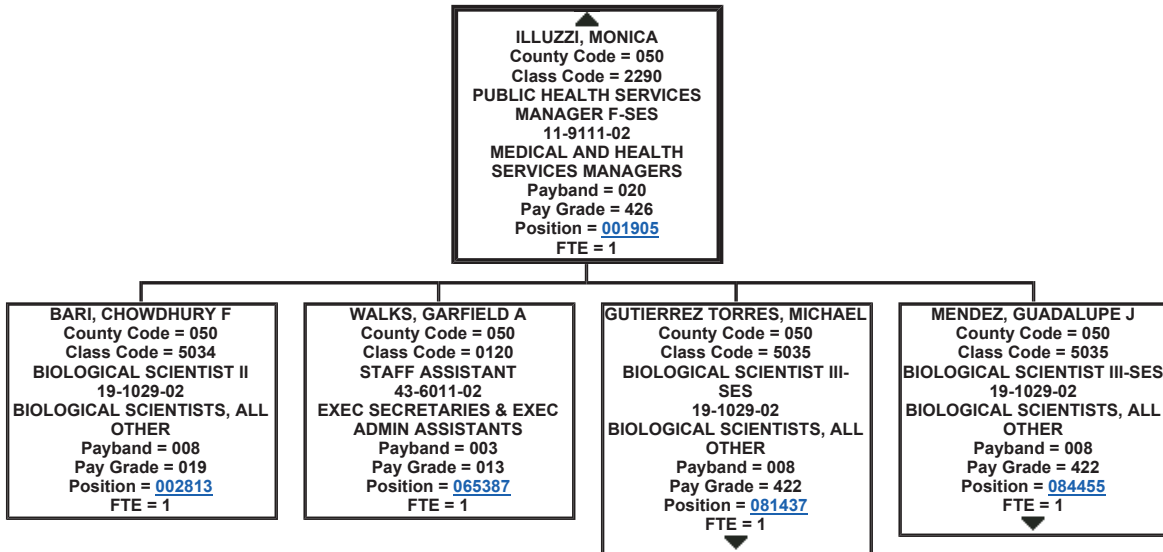 ILLUZZI, MONICA
County Code = 050
Class Code = 2290
PUBLIC HEALTH SERVICES
MANAGER F-SES
11-9111-02
MEDICAL AND HEALTH
SERVICES MANAGERS
Payband = 020
Pay Grade = 426
Position = 001905
FTE = 1
BARI, CHOWDHURY F
County Code = 050
Class Code = 5034
BIOLOGICAL SCIENTIST II
19-1029-02
BIOLOGICAL SCIENTISTS, ALL
OTHER
Payband = 008
Pay Grade = 019
Position = 002813
FTE = 1
WALKS, GARFIELD A
County Code = 050
Class Code = 0120
STAFF ASSISTANT
43-6011-02
EXEC SECRETARIES & EXEC
ADMIN ASSISTANTS
Payband = 003
Pay Grade = 013
Position = 065387
FTE = 1
GUTIERREZ TORRES, MICHAEL
County Code = 050
Class Code = 5035
BIOLOGICAL SCIENTIST III-
SES
19-1029-02
BIOLOGICAL SCIENTISTS, ALL
OTHER
Payband = 008
Pay Grade = 422
Position = 081437
FTE = 1
MENDEZ, GUADALUPE J
County Code = 050
Class Code = 5035
BIOLOGICAL SCIENTIST III-SES
19-1029-02
BIOLOGICAL SCIENTISTS, ALL
OTHER
Payband = 008
Pay Grade = 422
Position = 084455
FTE = 1